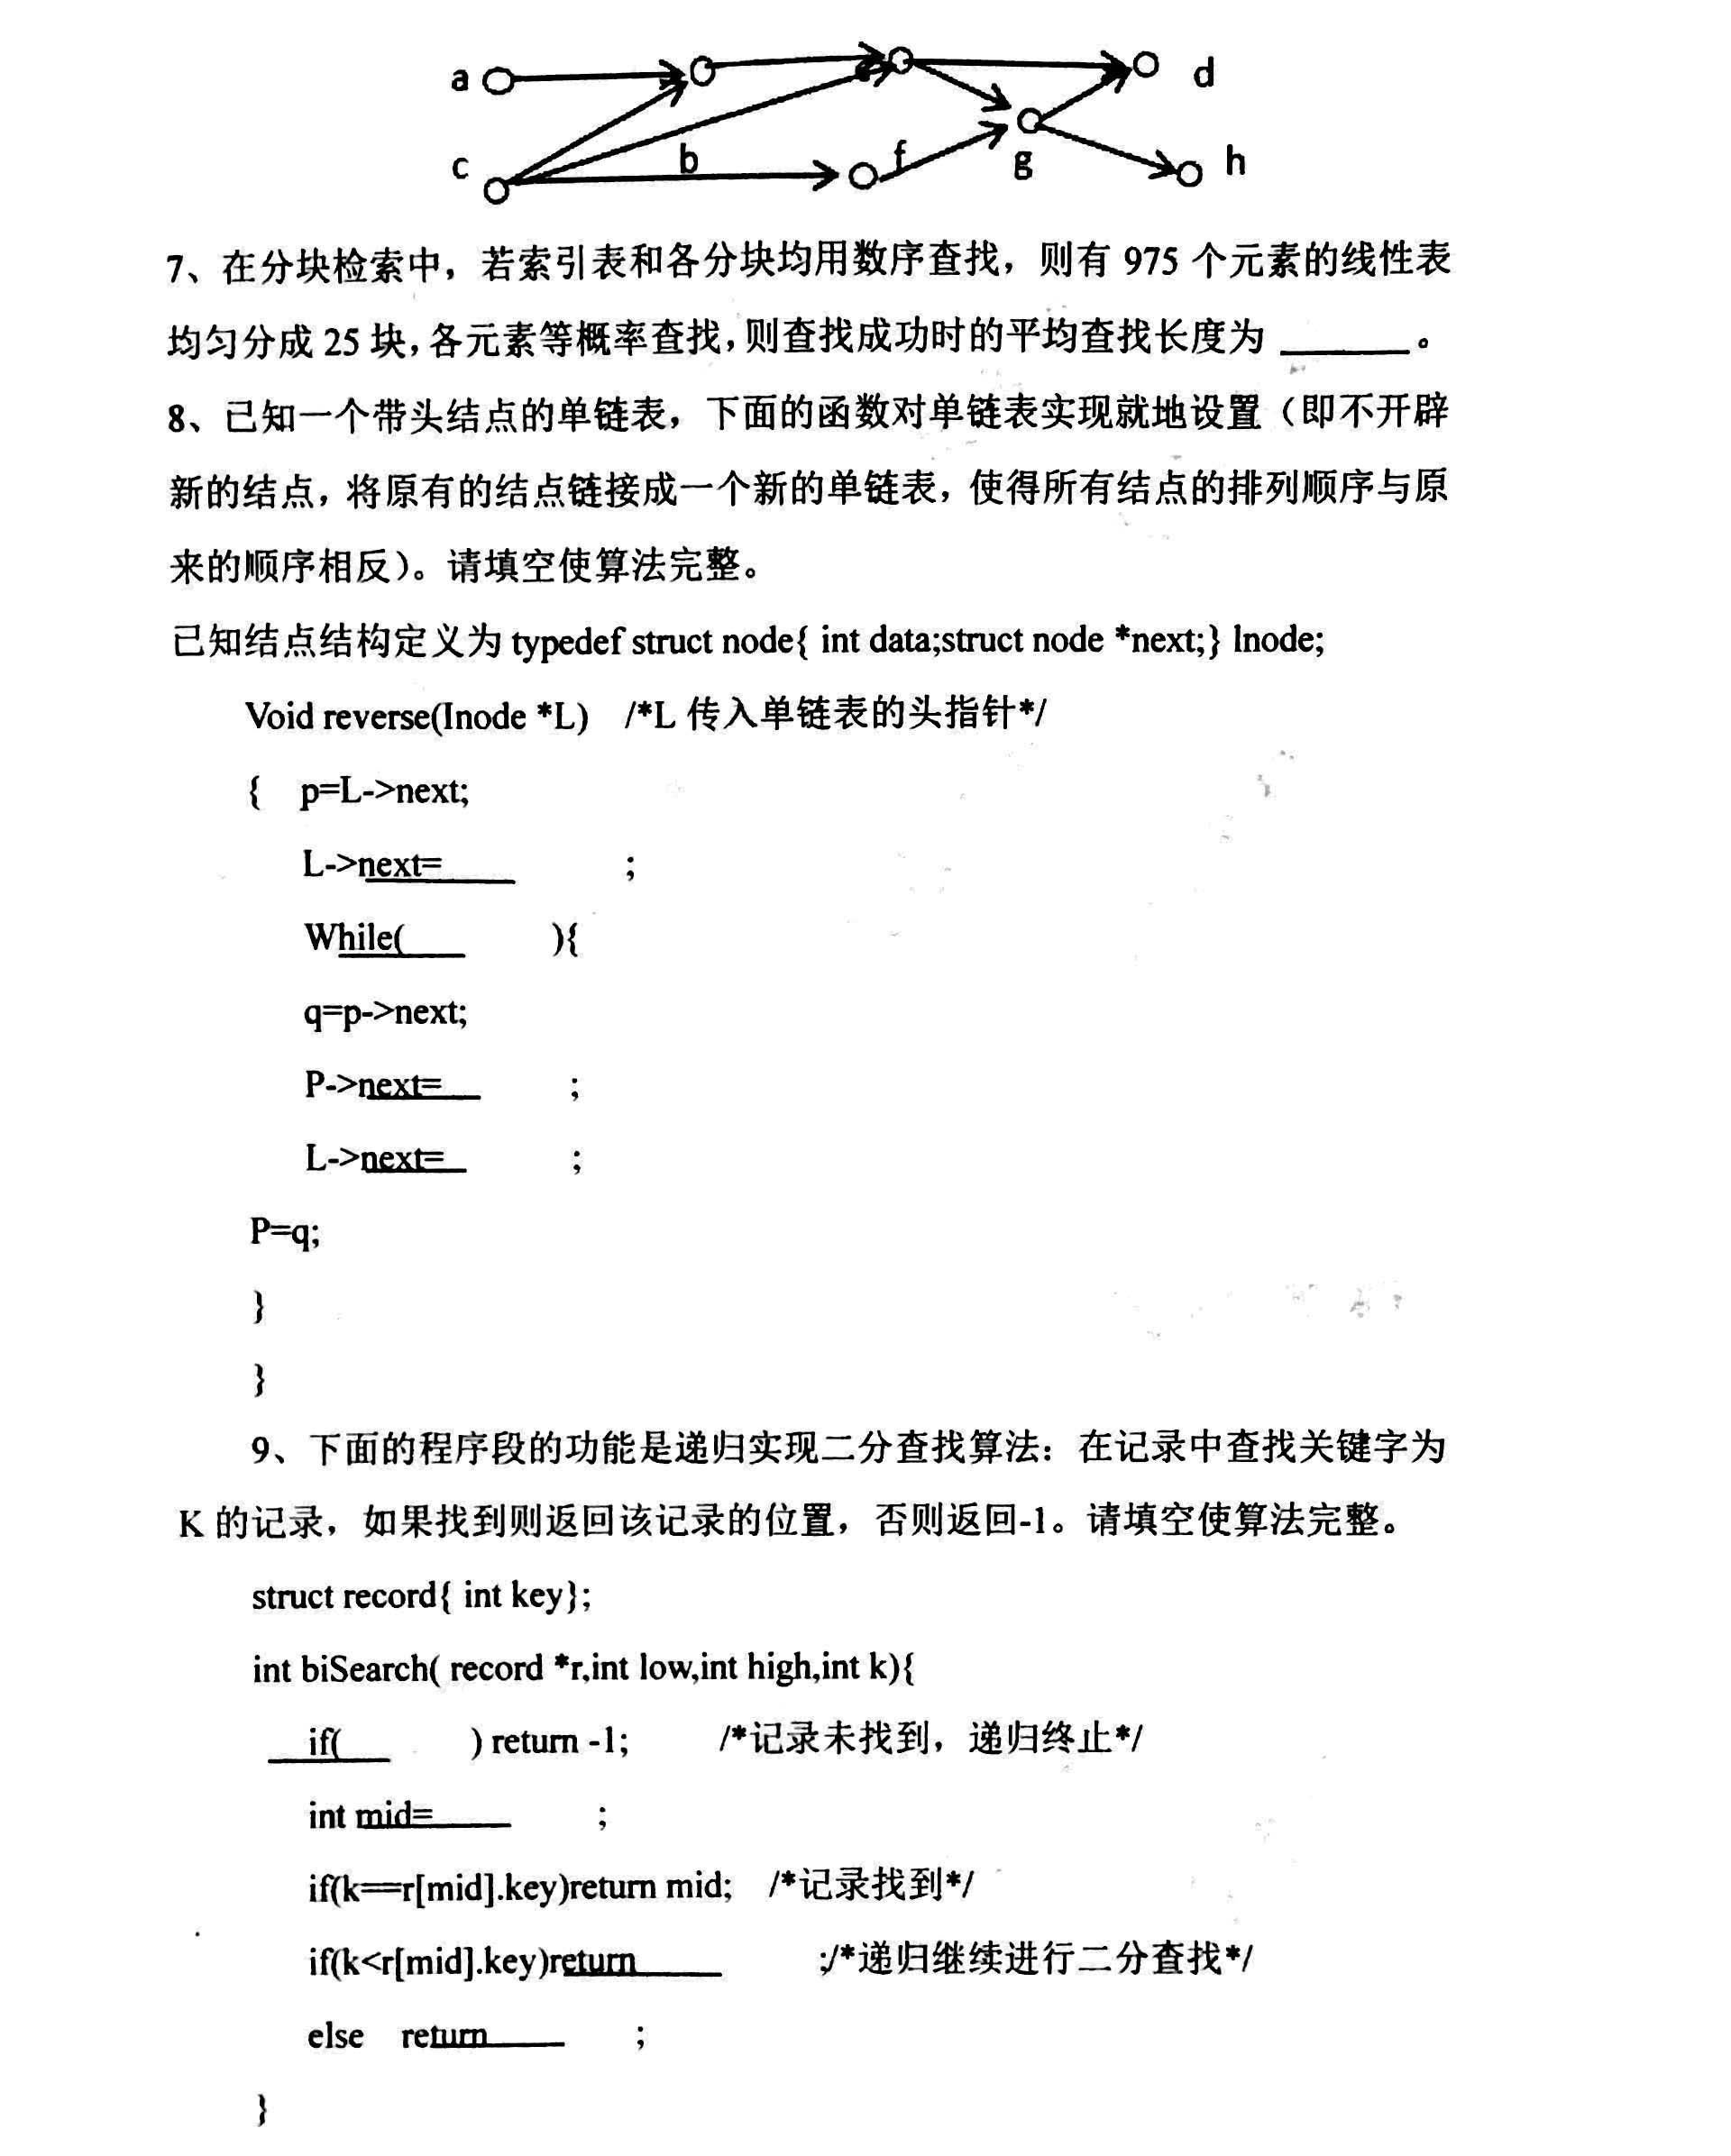 a d
c b f g h
7、在分块检索中，若索引表和各分块均用数序查找，则有 975 个元素的线性表
均匀分成 25 块，各元素等概率查找，则查找成功时的平均查找长度为 ______ 。
8、已知一个带头结点的单链表，下面的函数对单链表实现就地设置（即不开辟
新的结点，将原有的结点链接成一个新的单链表，使得所有结点的排列顺序与原
来的顺序相反）。请填空使算法完整。
已知结点结构定义为 typedef struct node{ int data;struct node *next;} lnode;
Void reverse(Inode *L) /*L 传入单链表的头指针*/
{ p=L->next;
L->next=____ ;
While(___ ){
q=p->next;
P->next=__ ;
L->next=_ ;
P=q;
}
}
9、下面的程序段的功能是递归实现二分查找算法：在记录中查找关键字为
K 的记录，如果找到则返回该记录的位置，否则返回-1。请填空使算法完整。
struct record{ int key};
int biSearch( record *r,int low,int high,int k){
if( ) return -1; /*记录未找到，递归终止*/
int mid=____ ;
if(k==r[mid].key)return mid; /*记录找到*/
if(k<r[mid].key)return____ ;/*递归继续进行二分查找*/
else return____ ;
}